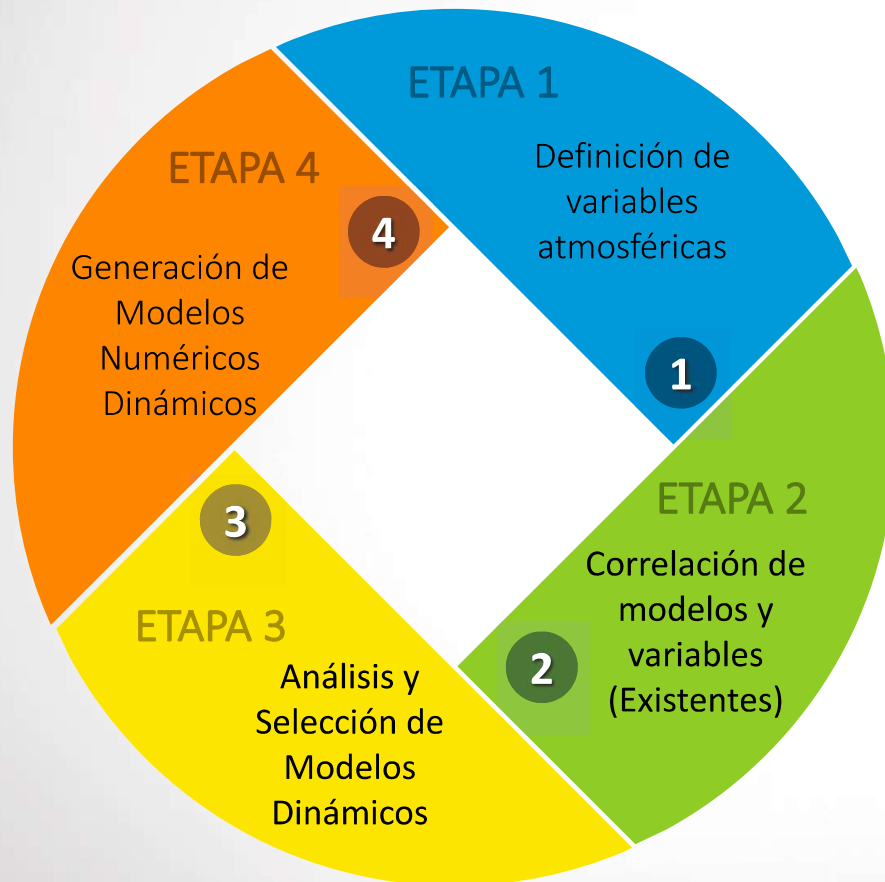 ETAPA 1
Definición de
variables
atmosféricas
1
ETAPA 2
Correlación de
modelos y
variables
(Existentes)
2
ETAPA 3
Análisis y
Selección de
Modelos
Dinámicos
3
ETAPA 4
Generación de
Modelos
Numéricos
Dinámicos
4